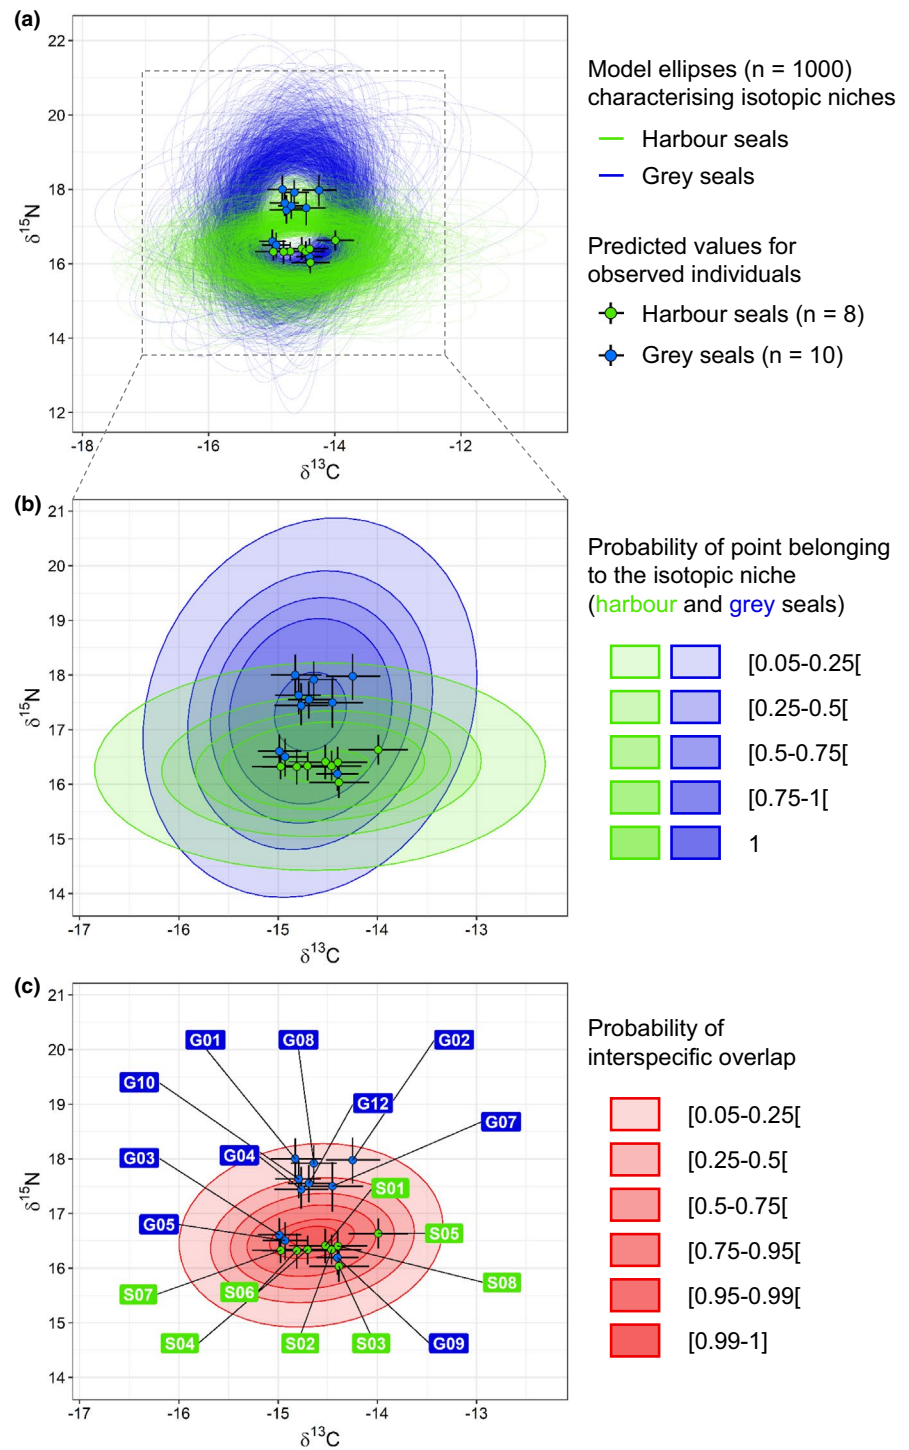 (a)
22
20
18
16
14
12
δ15N
-18
-16
-14
-12
δ13C
Model ellipses (n = 1000)
characterising isotopic niches
Harbour seals
Grey seals
Predicted values for
observed individuals
Harbour seals (n = 8)
Grey seals (n = 10)
(b)
21
20
19
18
17
16
15
14
δ15N
-17
-16
-15
-14
-13
δ13C
Probability of point belonging
to the isotopic niche
(harbour and grey seals)
[0.05-0.25[
[0.25-0.5[
[0.5-0.75[
[0.75-1[
1
(c)
21
20
19
18
17
16
15
14
δ15N
G01
G08
G02
G10
G12
G07
G03
G04
S01
G05
S05
S07
S06
S08
S04
S02
S03
G09
-17
-16
-15
-14
-13
δ13C
Probability of
interspecific overlap
[0.05-0.25[
[0.25-0.5[
[0.5-0.75[
[0.75-0.95[
[0.95-0.99[
[0.99-1]